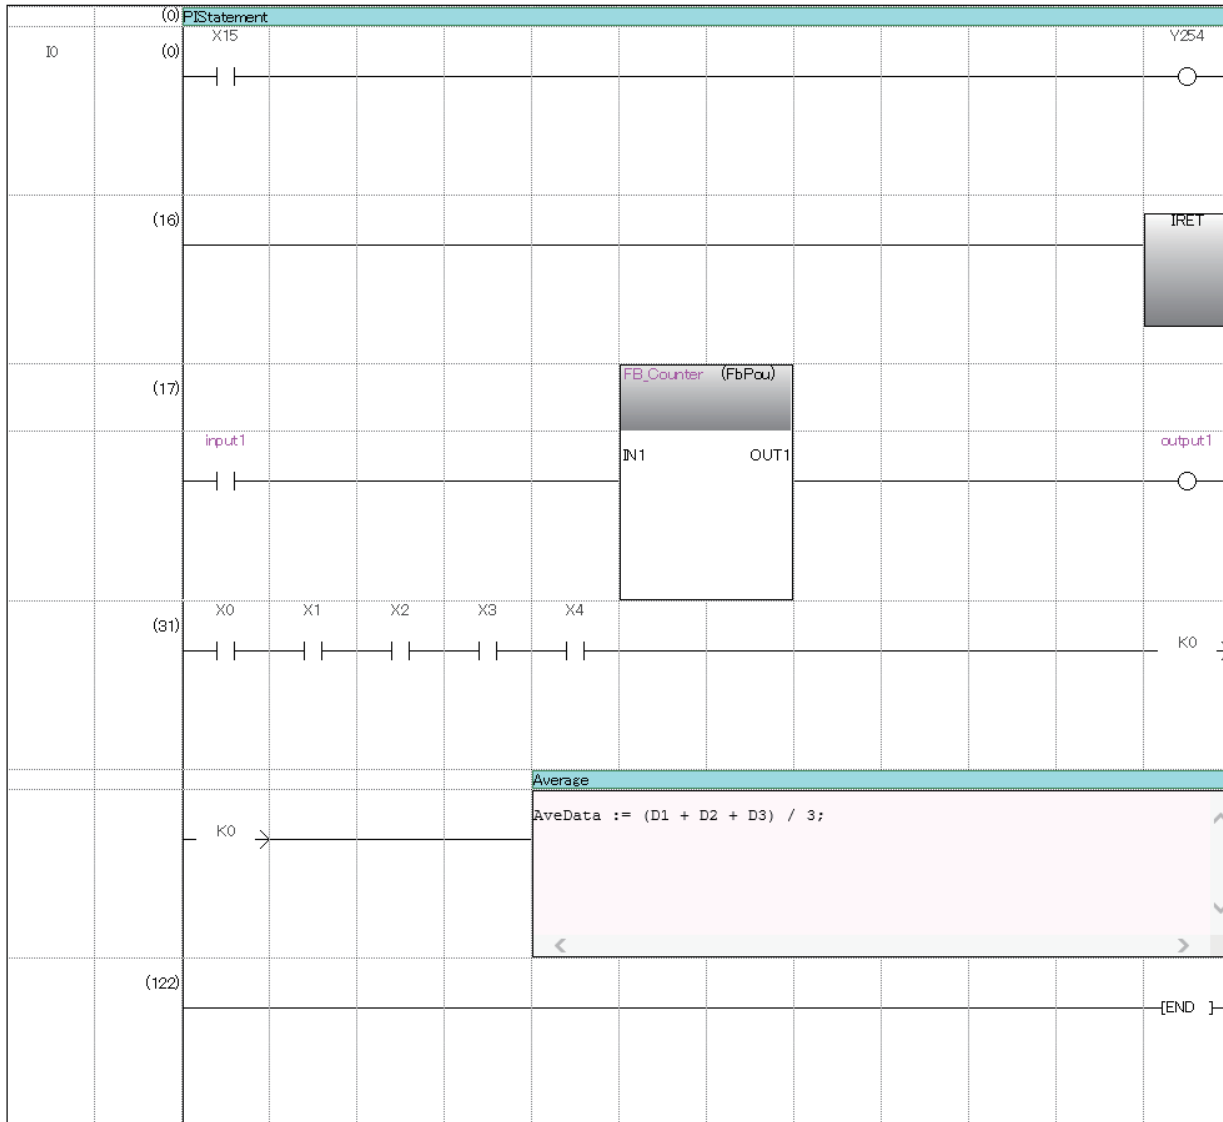 (0) PIStatement
X15 Y254
I0 (0)
(16) IRET
(17) FB_Counter (FbPou)
input1 output1
IN1 OUT1
X0 X1 X2 X3 X4
(31)
K0
Average
AveData := (D1 + D2 + D3) / 3;
K0
(122)
[END ]